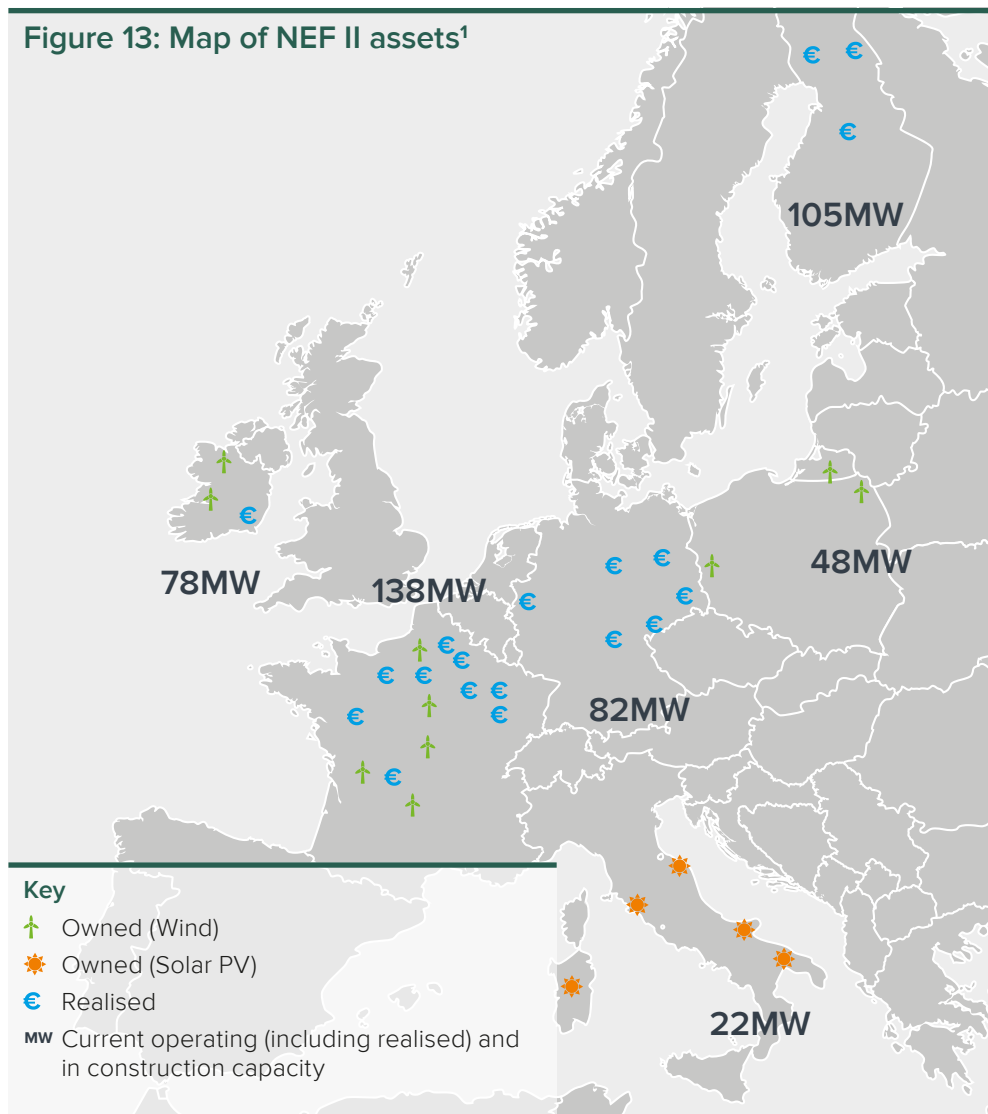 Figure 13: Map of NEF II assets¹
105MW
78MW
138MW
48MW
82MW
22MW
Key
Owned (Wind)
Owned (Solar PV)
€ Realised
MW Current operating (including realised) and
in construction capacity